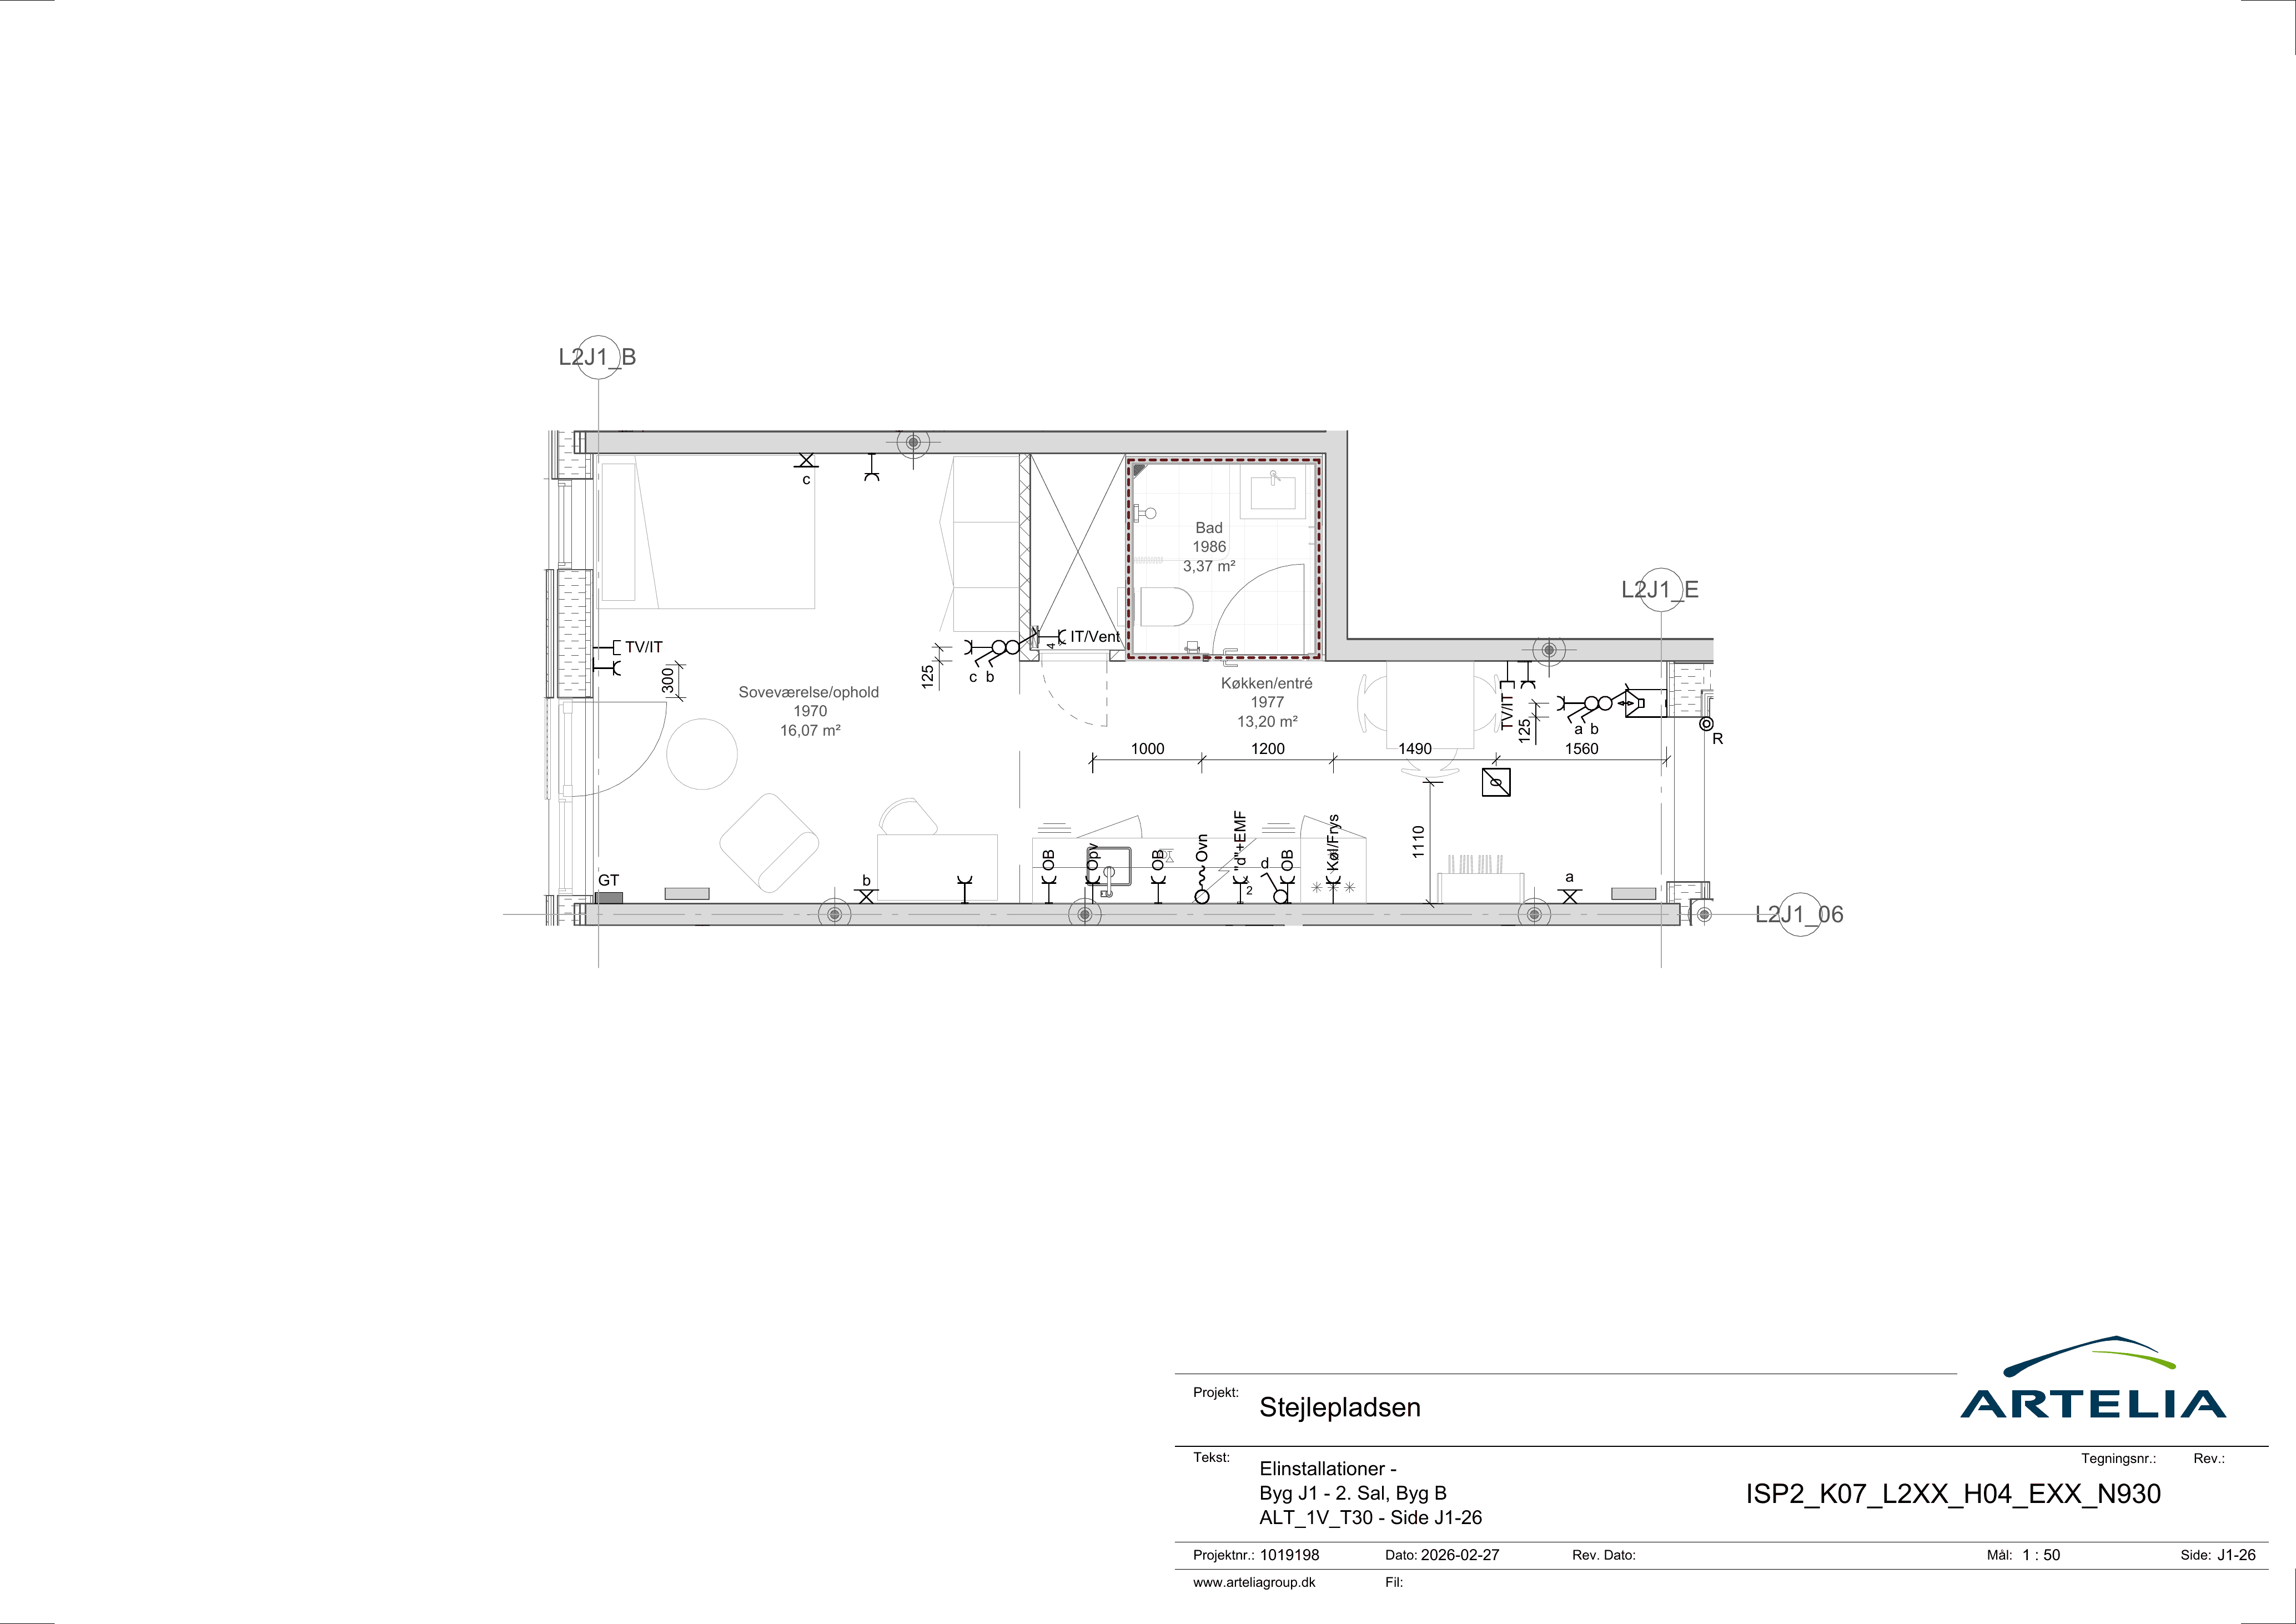 L2J1_B
c
Bad
1986
3,37 m²
L2J1_E
TV/IT
IT/Vent
4
125
c b
300
Soveværelse/ophold
1970
16,07 m²
Køkken/entré
1977
13,20 m²
TV/IT
125
a b
R
1000
1200
1490
1560
1110
GT
b
OB
Opv
OB
Ovn
"d"+EMF
2
d
OB
Køl/Frys
a
L2J1_06
ARTELIA
Projekt:
Stejlepladsen
Tekst:
Elinstallationer -
Byg J1 - 2. Sal, Byg B
ALT_1V_T30 - Side J1-26
Tegningsnr.: Rev.:
ISP2_K07_L2XX_H04_EXX_N930
Projektnr.: 1019198 Dato: 2026-02-27 Rev. Dato: Mål: 1 : 50 Side: J1-26
www.arteliagroup.dk Fil: